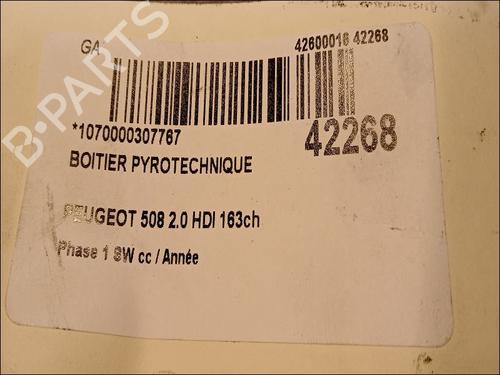 GA
42600016 42268
*1070000307767
42268
BOITIER PYROTECHNIQUE
PEUGEOT 508 2.0 HDI 163ch
Phase 1 SW cc / Année
B-PARTS